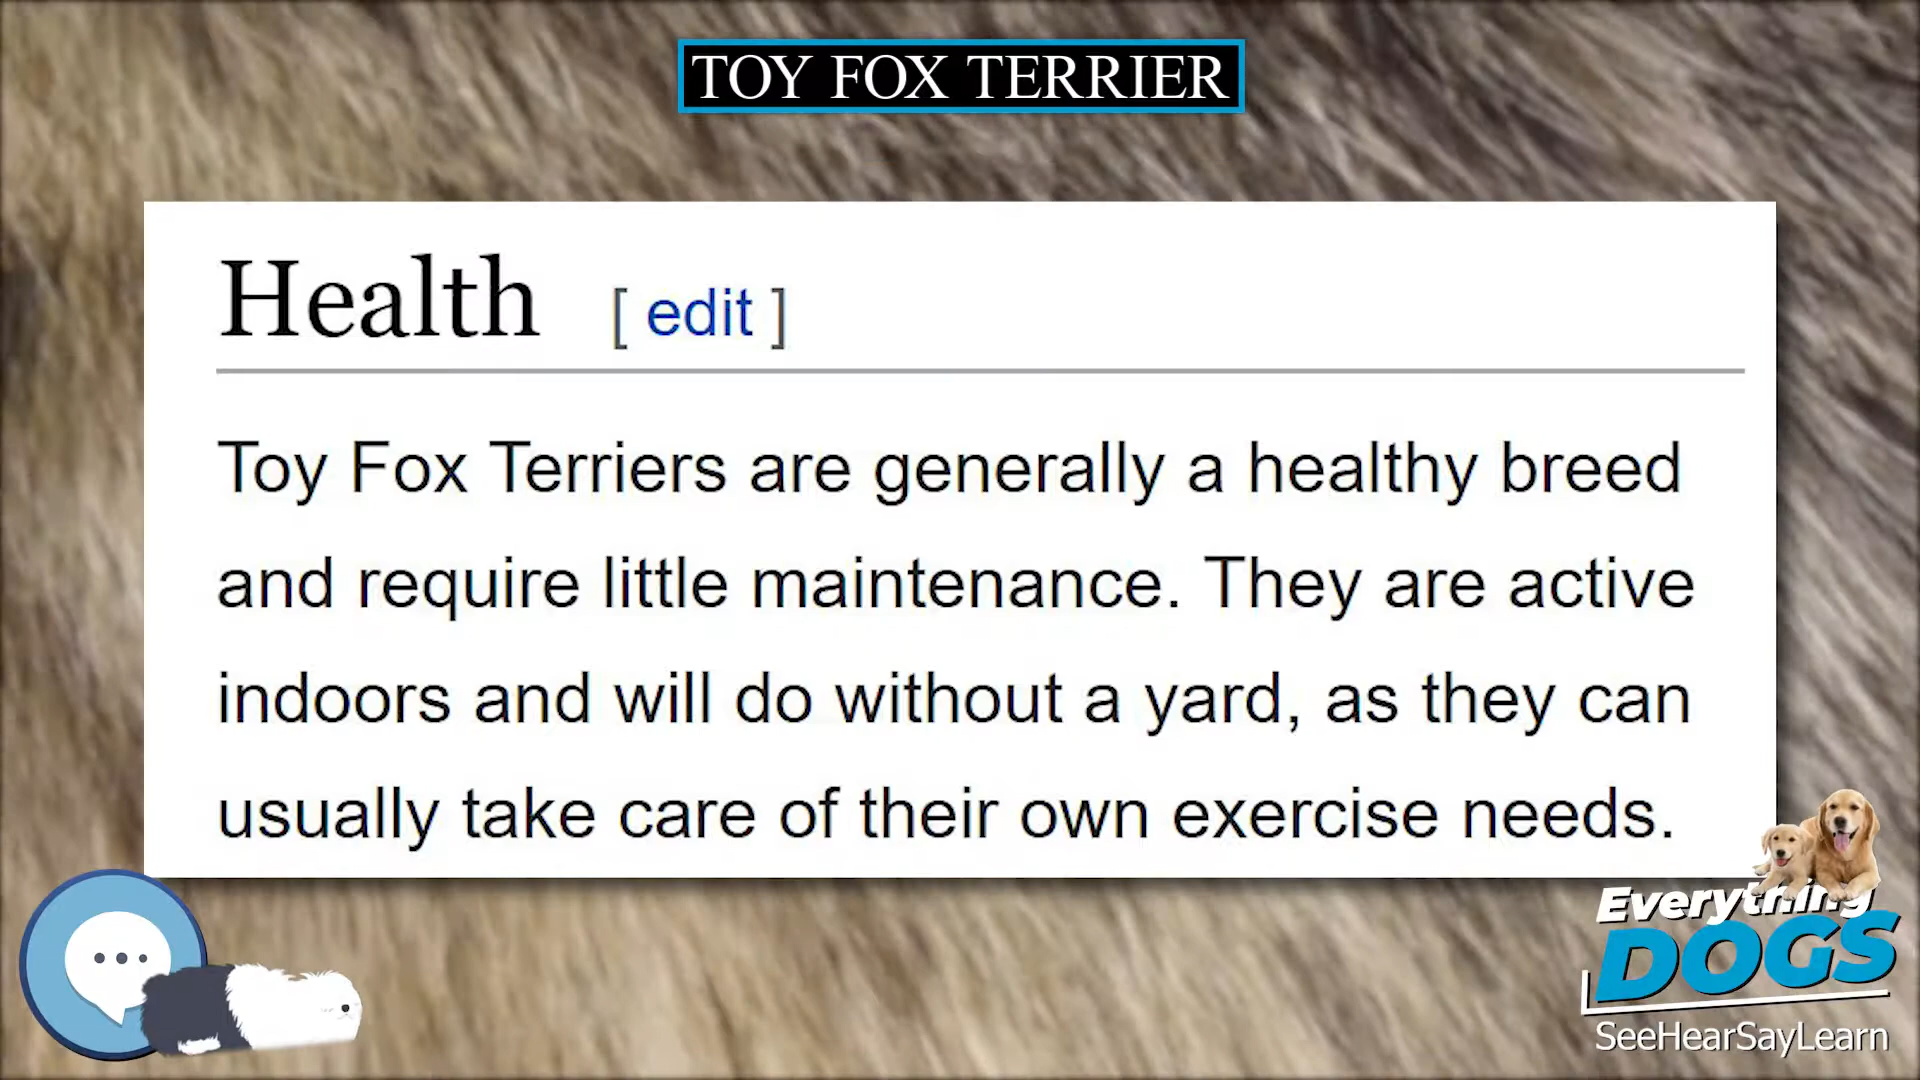 TOY FOX TERRIER
Health [ edit ]
Toy Fox Terriers are generally a healthy breed
and require little maintenance. They are active
indoors and will do without a yard, as they can
usually take care of their own exercise needs.
Everything
DOGS
SeeHearSayLearn